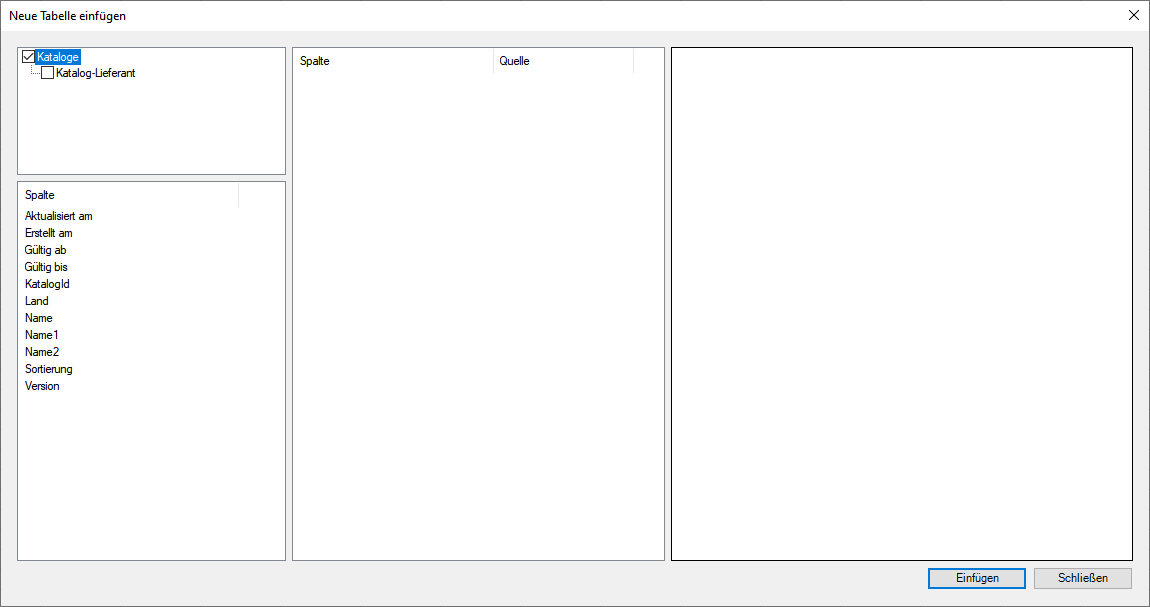 Neue Tabelle einfügen
Kataloge
Katalog-Lieferant
Spalte
Aktualisiert am
Erstellt am
Gültig ab
Gültig bis
KatalogId
Land
Name
Name1
Name2
Sortierung
Version
Spalte Quelle
Einfügen Schließen